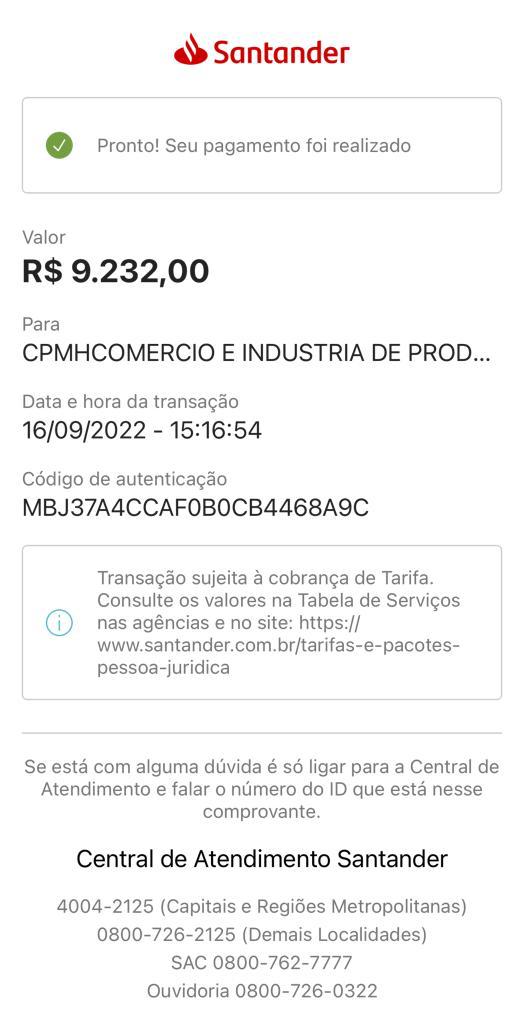 Santander
Pronto! Seu pagamento foi realizado
Valor
R$ 9.232,00
Para
CPMHCOMERCIO E INDUSTRIA DE PROD...
Data e hora da transação
16/09/2022 - 15:16:54
Código de autenticação
MBJ37A4CCAF0B0CB4468A9C
Transação sujeita à cobrança de Tarifa.
Consulte os valores na Tabela de Serviços
nas agências e no site: https://
www.santander.com.br/tarifas-e-pacotes-
pessoa-juridica
Se está com alguma dúvida é só ligar para a Central de
Atendimento e falar o número do ID que está nesse
comprovante.
Central de Atendimento Santander
4004-2125 (Capitais e Regiões Metropolitanas)
0800-726-2125 (Demais Localidades)
SAC 0800-762-7777
Ouvidoria 0800-726-0322